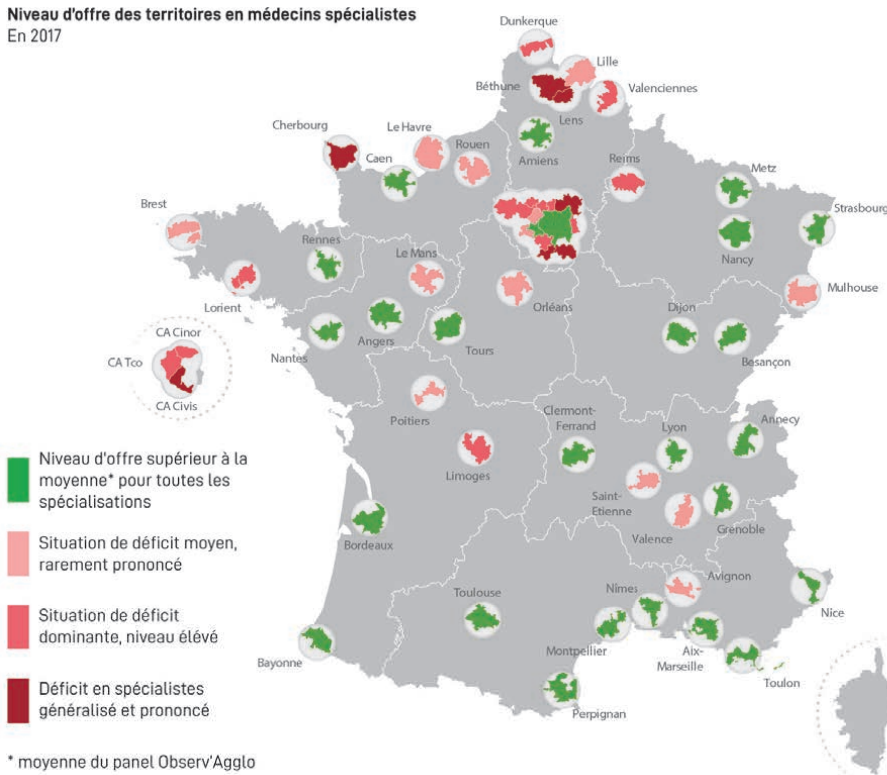 Niveau d'offre des territoires en médecins spécialistes
En 2017
Dunkerque
Lille
Béthune
Valenciennes
Lens
Cherbourg
Le Havre
Rouen
Caen
Amiens
Reims
Metz
Strasbourg
Brest
Rennes
Nancy
Le Mans
Mulhouse
Lorient
Orléans
Dijon
CA Cinor
Nantes
Angers
Tours
Besançon
CA Tco
CA Civis
Poitiers
Clermont-
Ferrand
Lyon
Annecy
Limoges
Saint-
Etienne
Valence
Grenoble
Bordeaux
Avignon
Toulouse
Nîmes
Nice
Bayonne
Montpellier
Aix-
Marseille
Toulon
Perpignan
Niveau d'offre supérieur à la
moyenne* pour toutes les
spécialisations
Situation de déficit moyen,
rarement prononcé
Situation de déficit
dominante, niveau élévé
Déficit en spécialistes
généralisé et prononcé
* moyenne du panel Observ'Agglo